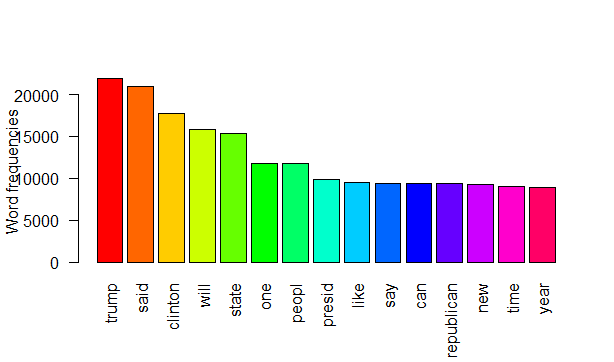 Word frequencies
20000
15000
10000
5000
0
trump
said
clinton
will
state
one
peopl
presid
like
say
can
republican
new
time
year